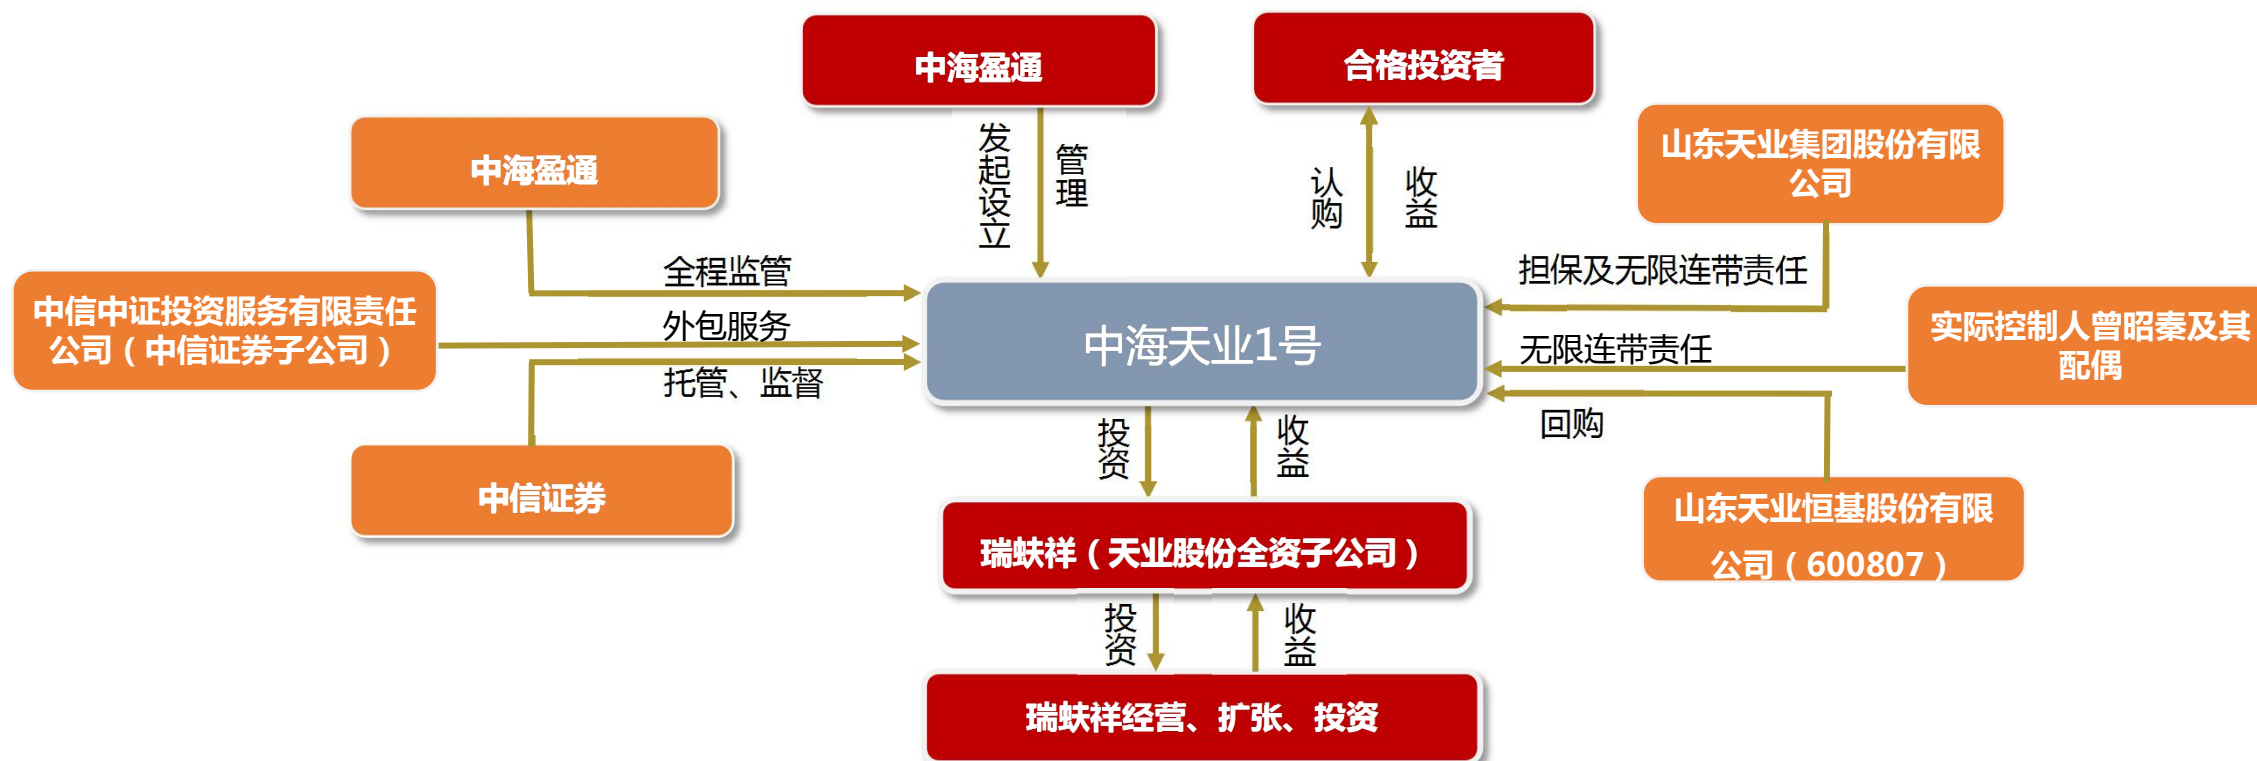 中海盈通
合格投资者
中海盈通
发起设立
管理
认购
收益
山东天业集团股份有限
公司
全程监管
担保及无限连带责任
中信中证投资服务有限责任
公司（中信证券子公司）
外包服务
中海天业1号
无限连带责任
实际控制人曾昭秦及其
配偶
托管、监督
回购
投资
收益
中信证券
山东天业恒基股份有限
公司（600807）
瑞蚨祥（天业股份全资子公司）
投资
收益
瑞蚨祥经营、扩张、投资